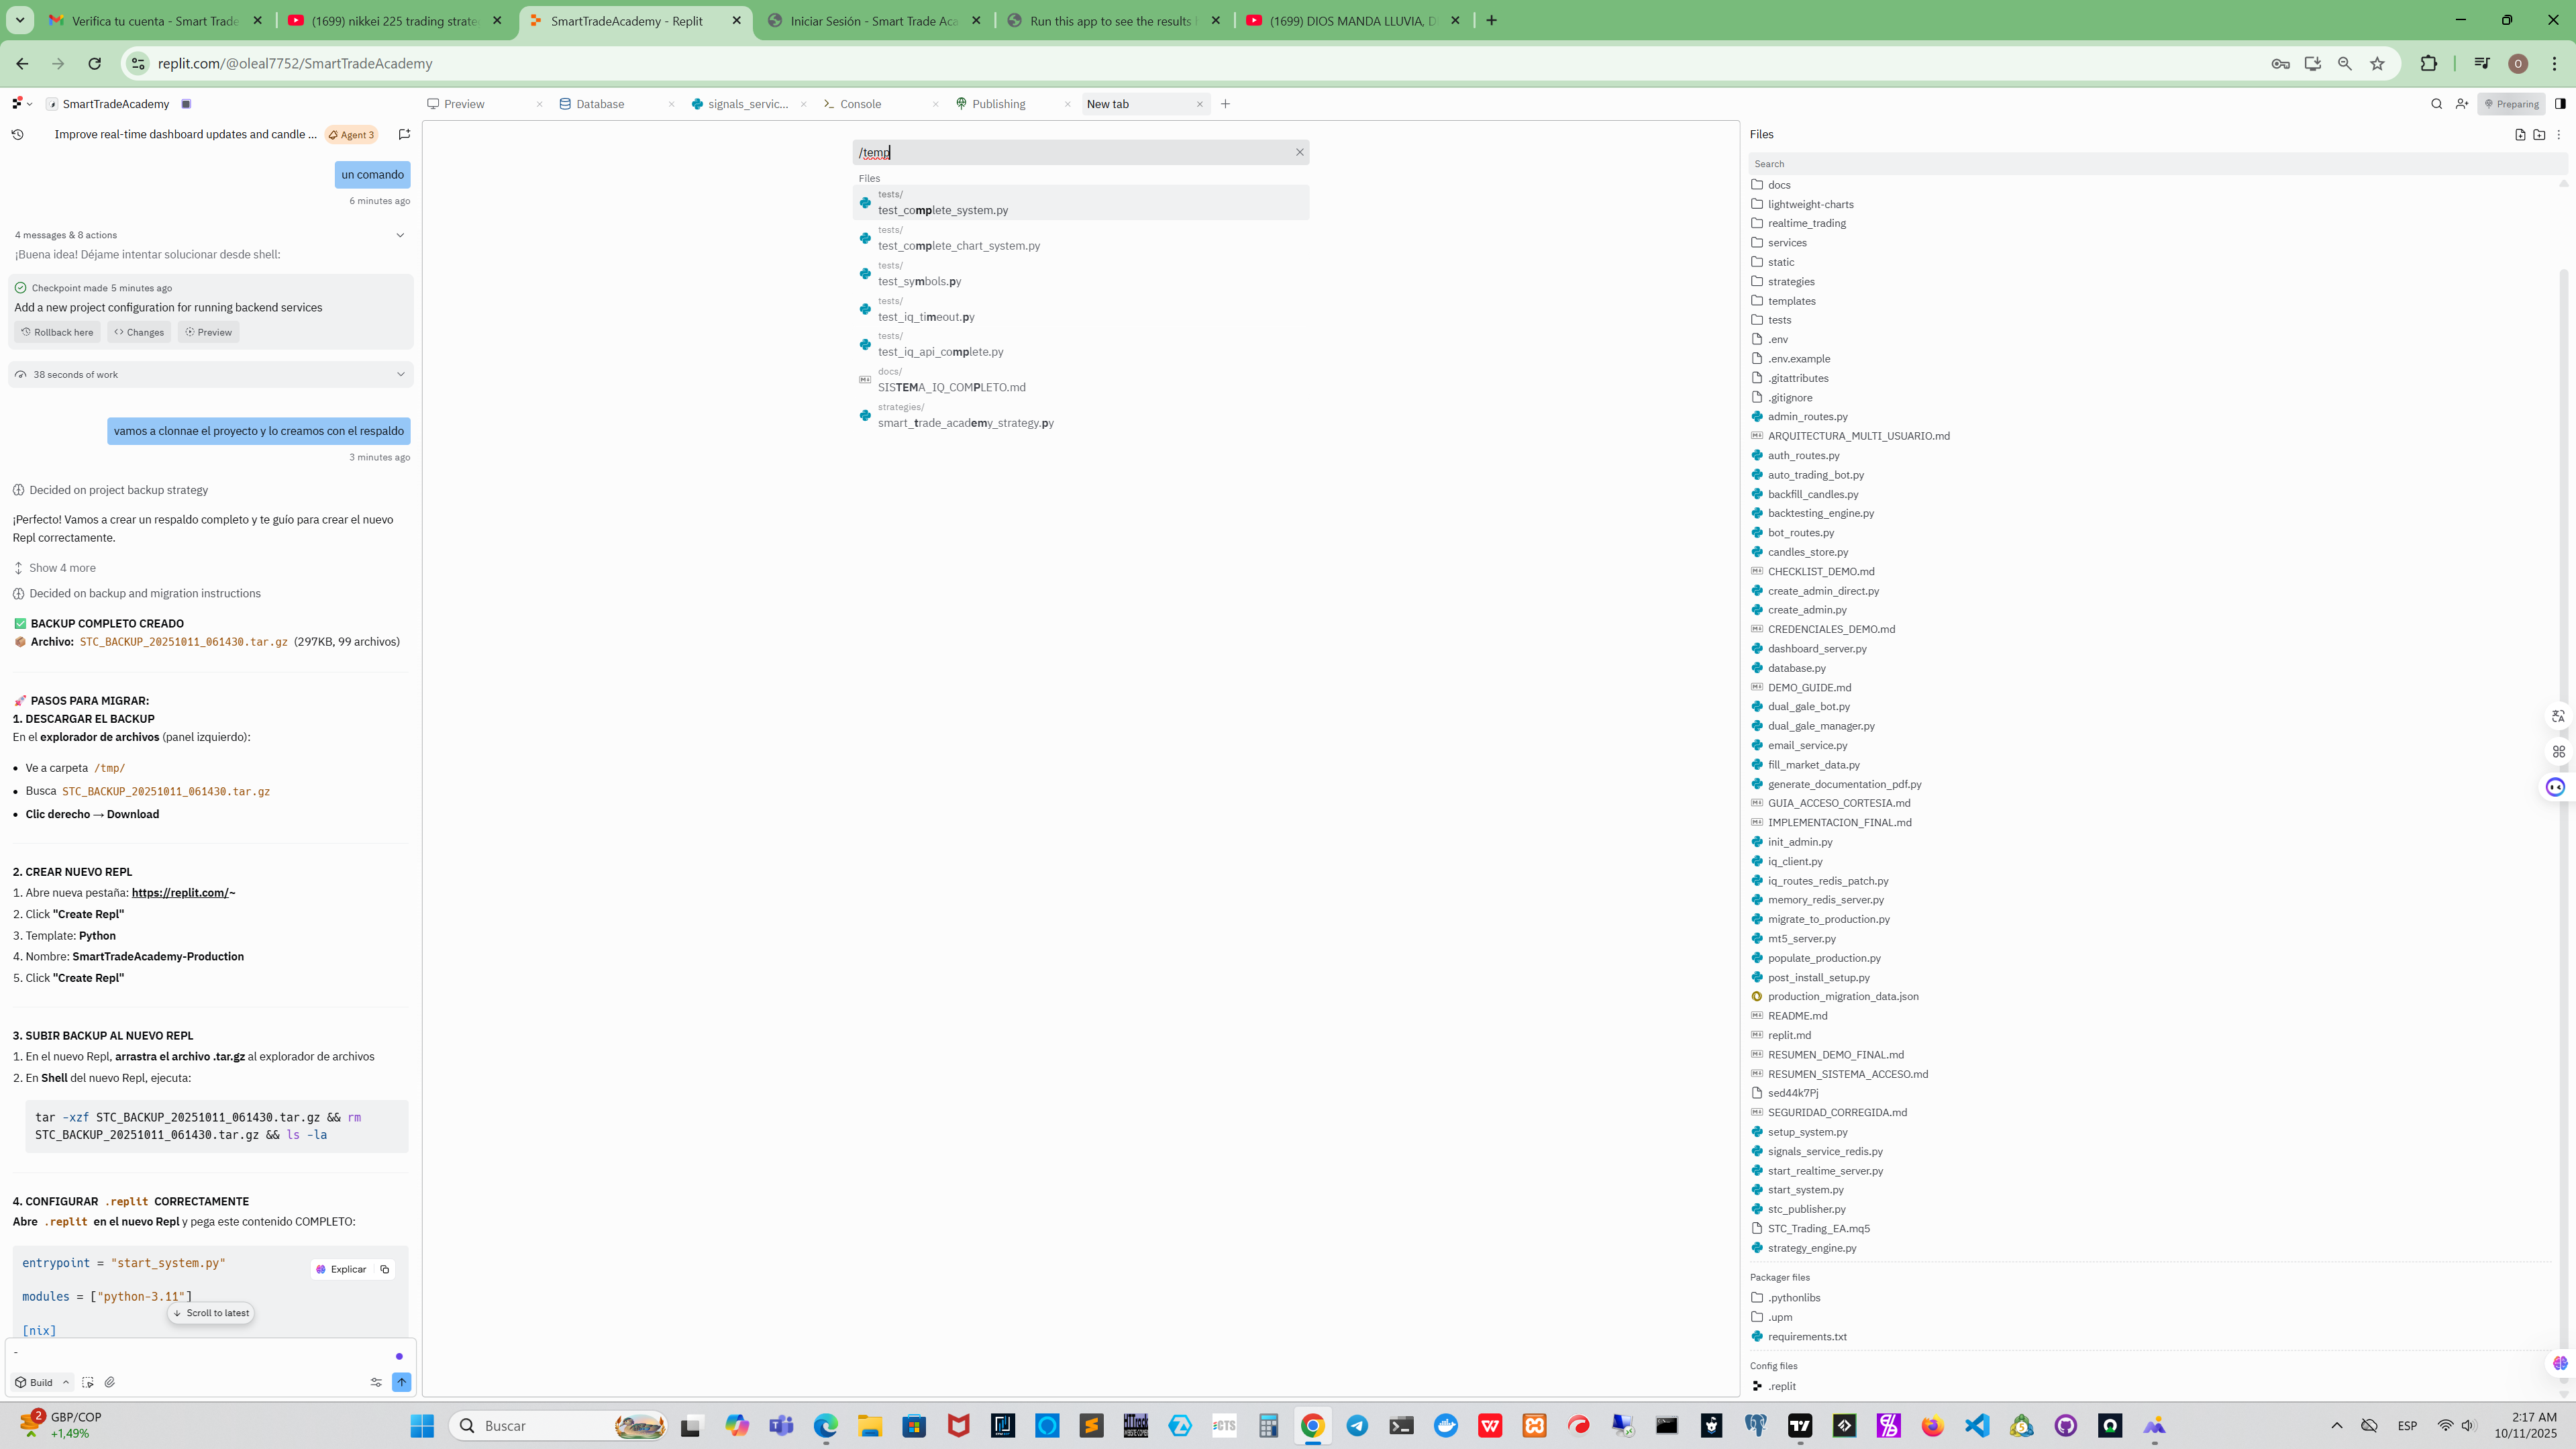 Verifica tu cuenta - Smart Trade
(1699) nikkei 225 trading strate
SmartTradeAcademy - Replit
Iniciar Sesión - Smart Trade Aca
Run this app to see the results
(1699) DIOS MANDA LLUVIA, D
replit.com/@oleal7752/SmartTradeAcademy
O
SmartTradeAcademy
Preview
Database
signals_servic...
Console
Publishing
New tab
Preparing
Improve real-time dashboard updates and candle ...
Agent 3
un comando
6 minutes ago
4 messages & 8 actions
¡Buena idea! Déjame intentar solucionar desde shell:
Checkpoint made 5 minutes ago
Add a new project configuration for running backend services
Rollback here
Changes
Preview
38 seconds of work
vamos a clonnae el proyecto y lo creamos con el respaldo
3 minutes ago
Decided on project backup strategy
¡Perfecto! Vamos a crear un respaldo completo y te guío para crear el nuevo
Repl correctamente.
Show 4 more
Decided on backup and migration instructions
✅ BACKUP COMPLETO CREADO
📦 Archivo: STC_BACKUP_20251011_061430.tar.gz (297KB, 99 archivos)
🚀 PASOS PARA MIGRAR:
1. DESCARGAR EL BACKUP
En el explorador de archivos (panel izquierdo):
• Ve a carpeta /tmp/
• Busca STC_BACKUP_20251011_061430.tar.gz
• Clic derecho → Download
2. CREAR NUEVO REPL
1. Abre nueva pestaña: https://replit.com/~
2. Click "Create Repl"
3. Template: Python
4. Nombre: SmartTradeAcademy-Production
5. Click "Create Repl"
3. SUBIR BACKUP AL NUEVO REPL
1. En el nuevo Repl, arrastra el archivo .tar.gz al explorador de archivos
2. En Shell del nuevo Repl, ejecuta:
tar -xzf STC_BACKUP_20251011_061430.tar.gz && rm
STC_BACKUP_20251011_061430.tar.gz && ls -la
4. CONFIGURAR .replit CORRECTAMENTE
Abre .replit en el nuevo Repl y pega este contenido COMPLETO:
entrypoint = "start_system.py"
Explicar
modules = ["python-3.11"]
Scroll to latest
[nix]
-
Build
/temp
Files
tests/
test_complete_system.py
tests/
test_complete_chart_system.py
tests/
test_symbols.py
tests/
test_iq_timeout.py
tests/
test_iq_api_complete.py
docs/
SISTEMA_IQ_COMPLETO.md
strategies/
smart_trade_academy_strategy.py
Files
Search
docs
lightweight-charts
realtime_trading
services
static
strategies
templates
tests
.env
.env.example
.gitattributes
.gitignore
admin_routes.py
ARQUITECTURA_MULTI_USUARIO.md
auth_routes.py
auto_trading_bot.py
backfill_candles.py
backtesting_engine.py
bot_routes.py
candles_store.py
CHECKLIST_DEMO.md
create_admin_direct.py
create_admin.py
CREDENCIALES_DEMO.md
dashboard_server.py
database.py
DEMO_GUIDE.md
dual_gale_bot.py
dual_gale_manager.py
email_service.py
fill_market_data.py
generate_documentation_pdf.py
GUIA_ACCESO_CORTESIA.md
IMPLEMENTACION_FINAL.md
init_admin.py
iq_client.py
iq_routes_redis_patch.py
memory_redis_server.py
migrate_to_production.py
mt5_server.py
populate_production.py
post_install_setup.py
production_migration_data.json
README.md
replit.md
RESUMEN_DEMO_FINAL.md
RESUMEN_SISTEMA_ACCESO.md
sed44k7Pj
SEGURIDAD_CORREGIDA.md
setup_system.py
signals_service_redis.py
start_realtime_server.py
start_system.py
stc_publisher.py
STC_Trading_EA.mq5
strategy_engine.py
Packager files
.pythonlibs
.upm
requirements.txt
Config files
.replit
2
GBP/COP
+1,49%
Buscar
ESP
2:17 AM
10/11/2025